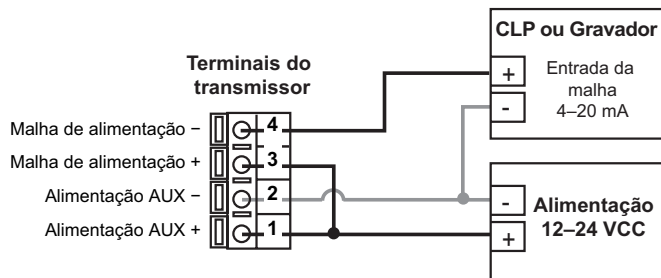 CLP ou Gravador
+
Entrada da
malha
4–20 mA
-
Terminais do
transmissor
Malha de alimentação −
4
Malha de alimentação +
3
Alimentação AUX −
2
Alimentação AUX +
1
-
Alimentação
12–24 VCC
+